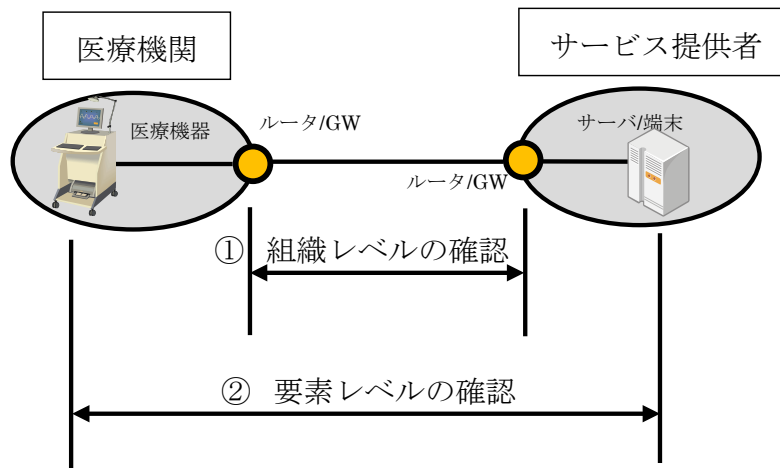 医療機関
サービス提供者
医療機器
ルータ/GW
サーバ/端末
ルータ/GW
① 組織レベルの確認
② 要素レベルの確認